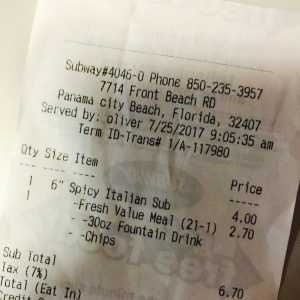 Subway#4046-0 Phone 850-235-3957
7714 Front Beach RD
Panama city Beach, Florida, 32407
Served by: oliver 7/25/2017 9:05:35 am
Term ID-Trans# 1/A-117980
Qty Size Item Price
1 6" Spicy Italian Sub 4.00
1 -Fresh Value Meal (21-1) 2.70
- -30oz Fountain Drink
- -Chips
Sub Total 6.70
Tax (7%)
Total (Eat In)